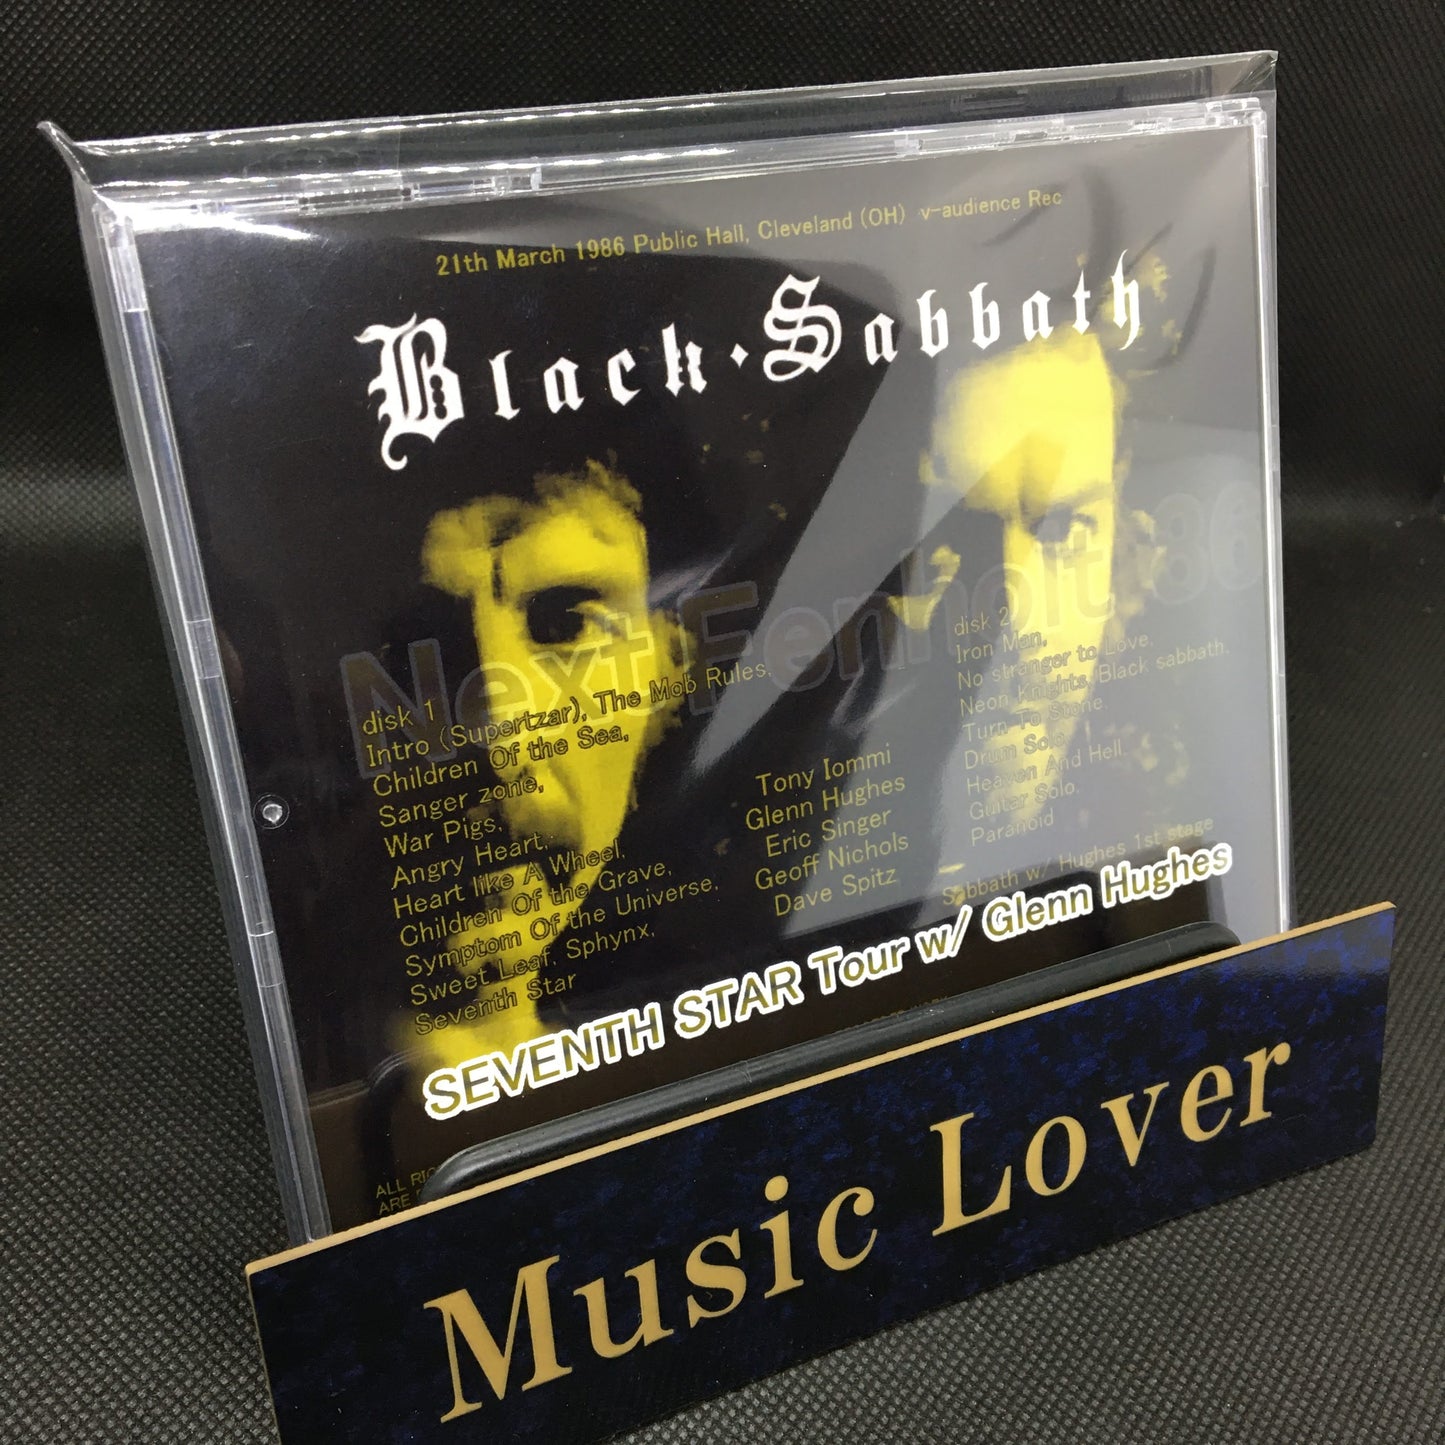 21th March 1986 Public Hall, Cleveland (OH) v-audience Rec
Black Sabbath
Next Fenholt '86
disk 1
Intro (Supertzar), The Mob Rules,
Children Of the Sea,
Sanger zone,
War Pigs,
Angry Heart,
Heart like A Wheel,
Children Of the Grave,
Symptom Of the Universe,
Sweet Leaf, Sphynx,
Seventh Star
Tony Iommi
Glenn Hughes
Eric Singer
Geoff Nichols
Dave Spitz
disk 2
Iron Man,
No stranger to Love,
Neon Knights, Black sabbath,
Turn To Stone,
Drum Solo,
Heaven And Hell,
Guitar Solo,
Paranoid
Sabbath w/ Hughes 1st stage
SEVENTH STAR Tour w/ Glenn Hughes
ALL
ARE
Music Lover